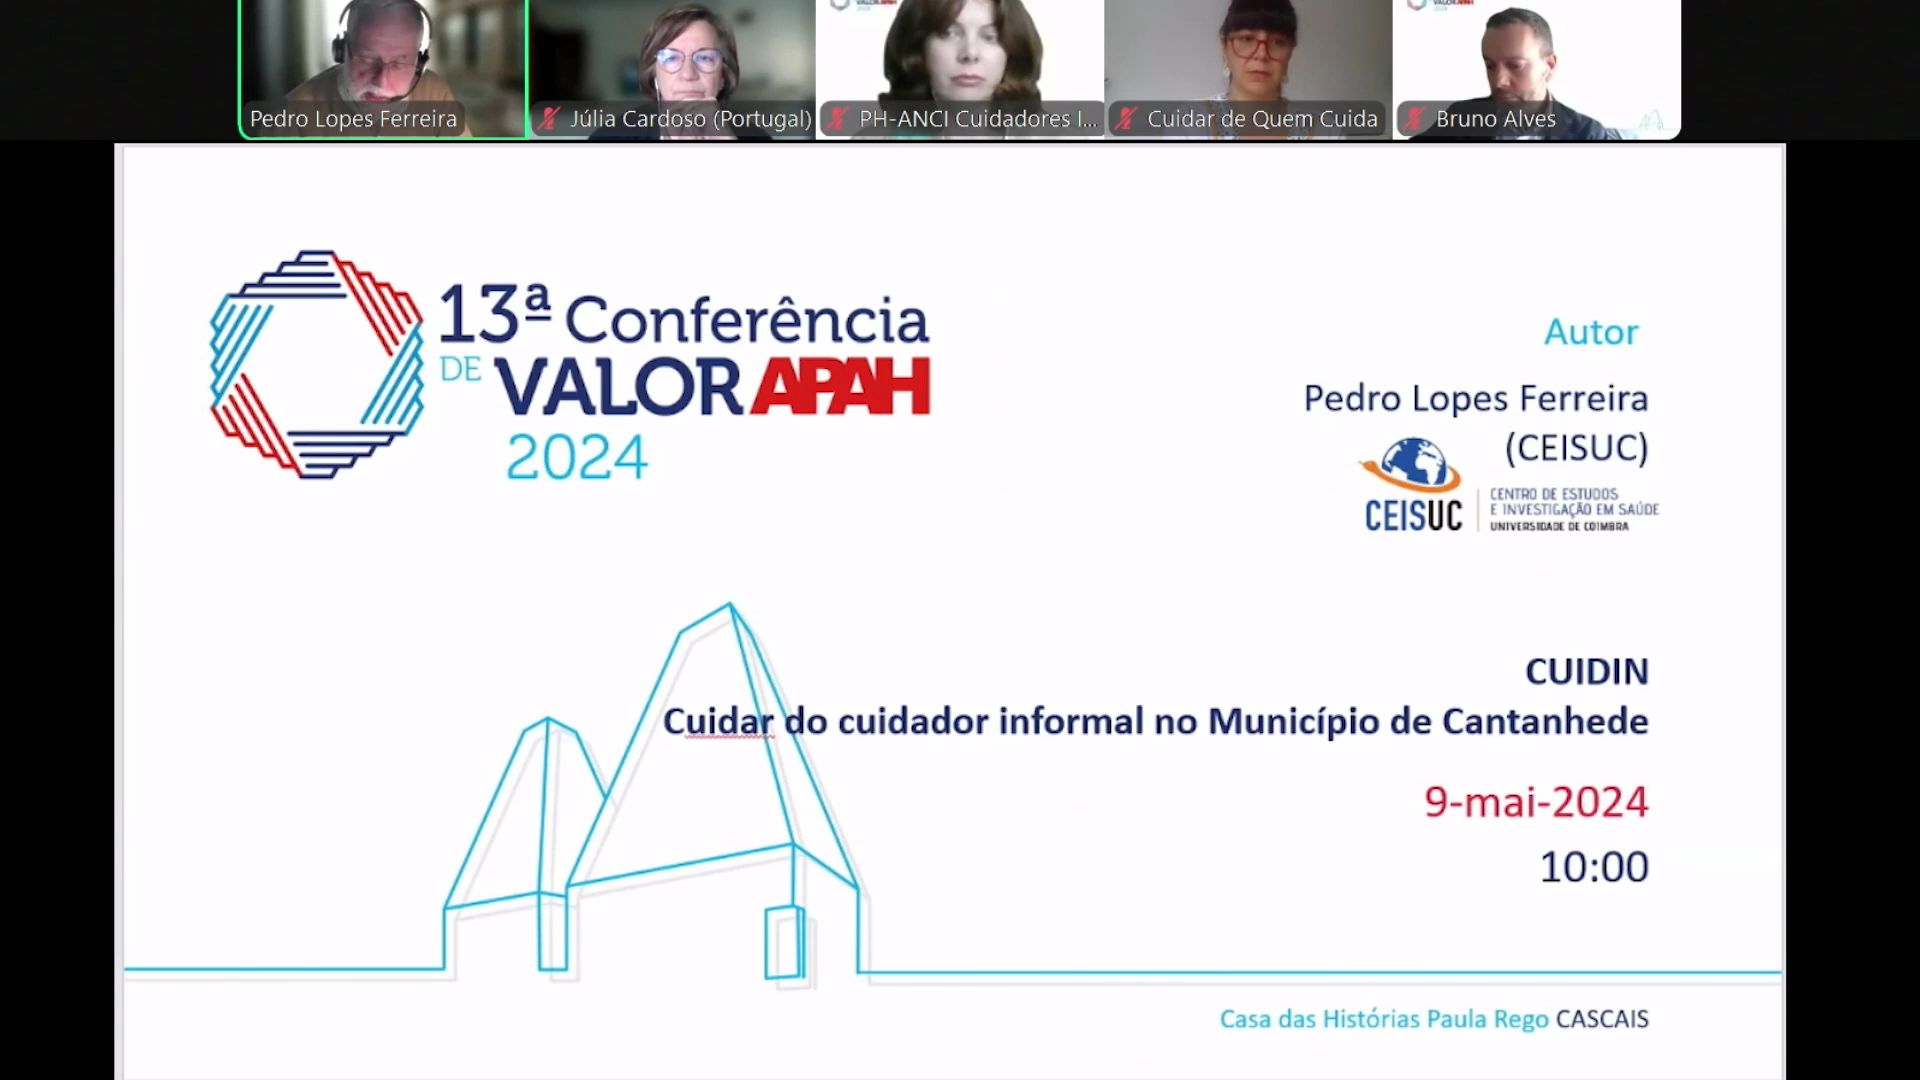 Pedro Lopes Ferreira
Júlia Cardoso (Portugal)
PH-ANCI Cuidadores I...
Cuidar de Quem Cuida
Bruno Alves
13ª Conferência
DE VALOR APAH
2024
Autor
Pedro Lopes Ferreira
(CEISUC)
CEISUC
CENTRO DE ESTUDOS
E INVESTIGAÇÃO EM SAÚDE
UNIVERSIDADE DE COIMBRA
CUIDIN
Cuidar do cuidador informal no Município de Cantanhede
9-mai-2024
10:00
Casa das Histórias Paula Rego CASCAIS